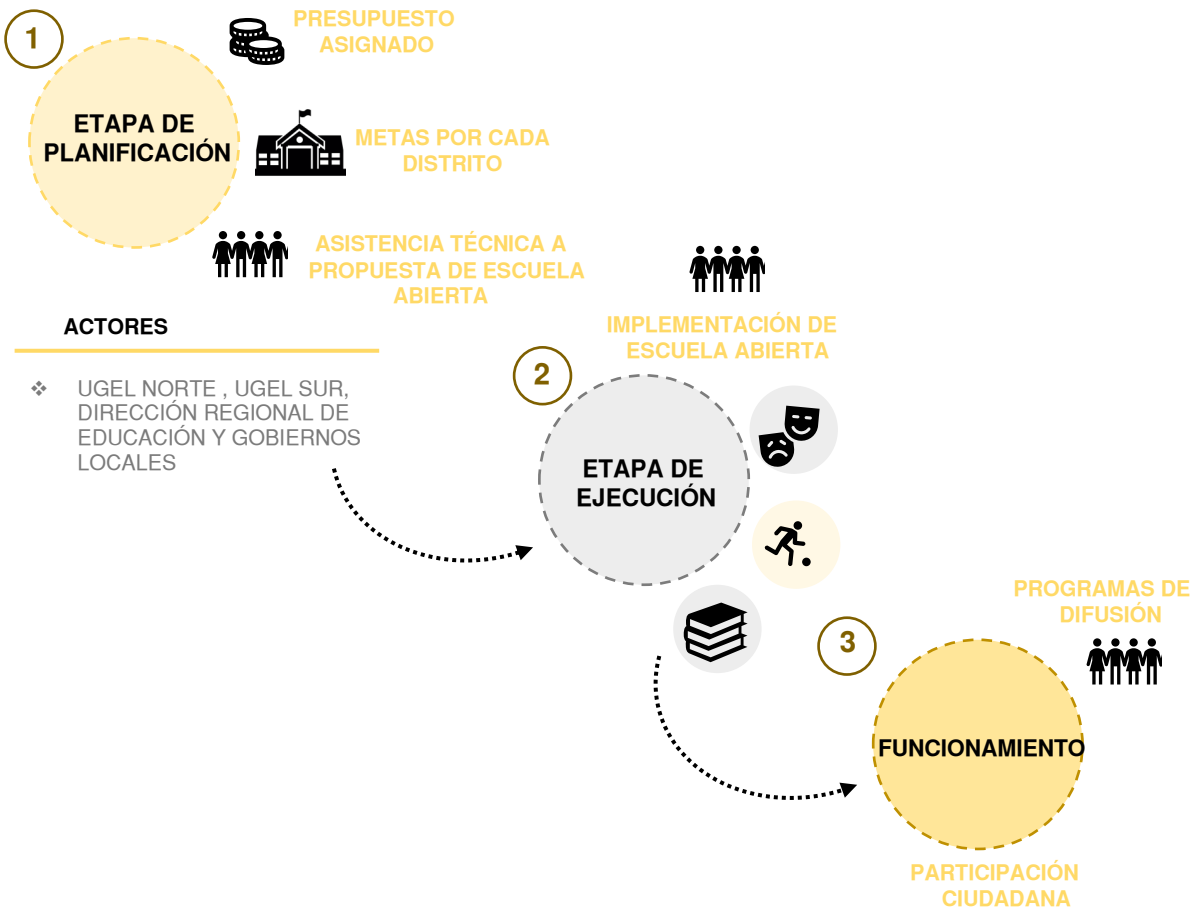 1
PRESUPUESTO
ASIGNADO
ETAPA DE
PLANIFICACIÓN
METAS POR CADA
DISTRITO
ASISTENCIA TÉCNICA A
PROPUESTA DE ESCUELA
ABIERTA
ACTORES
❖ UGEL NORTE , UGEL SUR,
DIRECCIÓN REGIONAL DE
EDUCACIÓN Y GOBIERNOS
LOCALES
IMPLEMENTACIÓN DE
ESCUELA ABIERTA
2
ETAPA DE
EJECUCIÓN
3
PROGRAMAS DE
DIFUSIÓN
FUNCIONAMIENTO
PARTICIPACIÓN
CIUDADANA